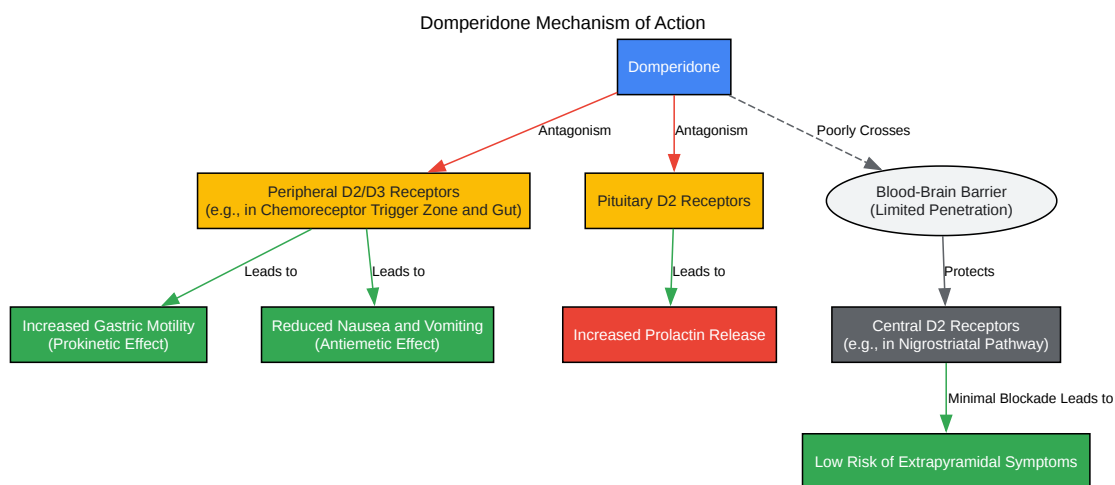 Domperidone Mechanism of Action
Domperidone
Antagonism
Antagonism
Poorly Crosses
Peripheral D2/D3 Receptors
(e.g., in Chemoreceptor Trigger Zone and Gut)
Pituitary D2 Receptors
Blood-Brain Barrier
(Limited Penetration)
Leads to
Leads to
Leads to
Protects
Increased Gastric Motility
(Prokinetic Effect)
Reduced Nausea and Vomiting
(Antiemetic Effect)
Increased Prolactin Release
Central D2 Receptors
(e.g., in Nigrostriatal Pathway)
Minimal Blockade Leads to
Low Risk of Extrapyramidal Symptoms